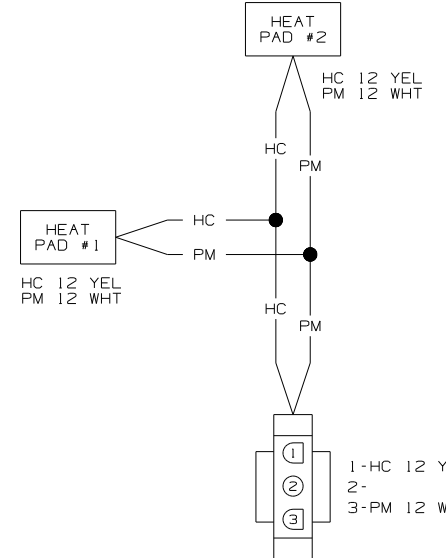 HEAT
PAD #2
HC 12 YEL
PM 12 WHT
HC
PM
HEAT
PAD #1
HC
PM
HC 12 YEL
PM 12 WHT
HC
PM
1
2
3
1-HC 12 Y
2-
3-PM 12 W